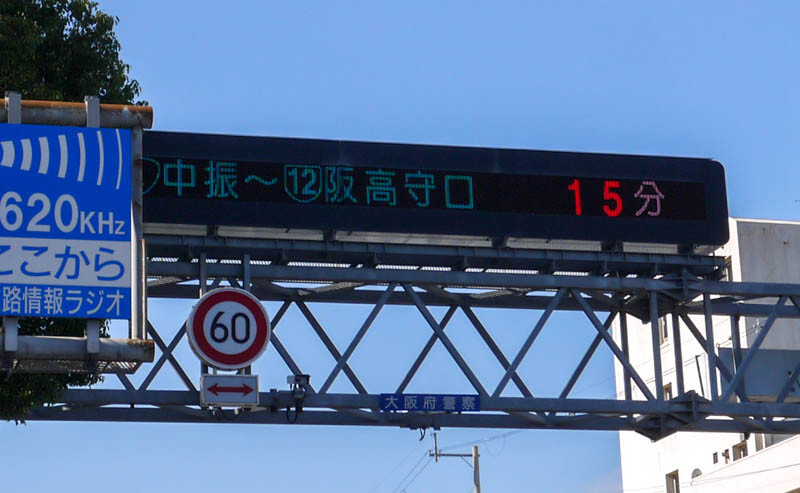 中振～⑫阪高守口 15分
620KHz
ここから
路情報ラジオ
60
大阪府警察